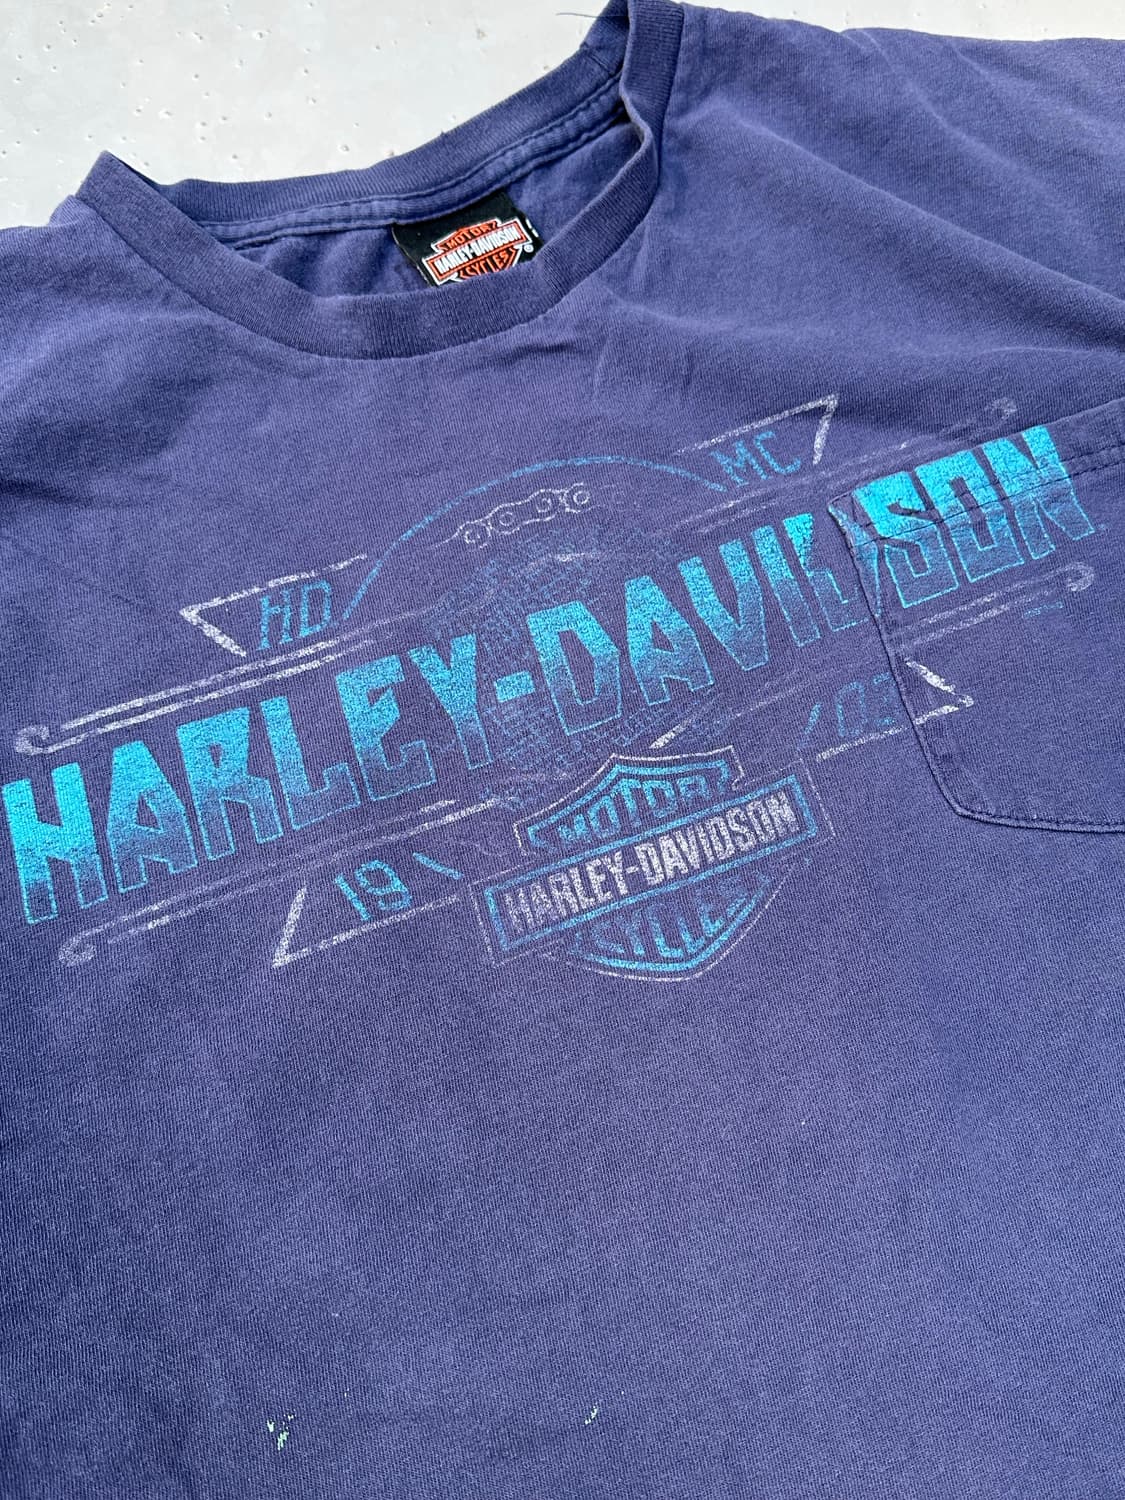 MOTOR
HARLEY-DAVIDSON
CYCLES
HD MC
HARLEY-DAVIDSON
19 \ / 03
MOTOR
HARLEY-DAVIDSON
CYCLES